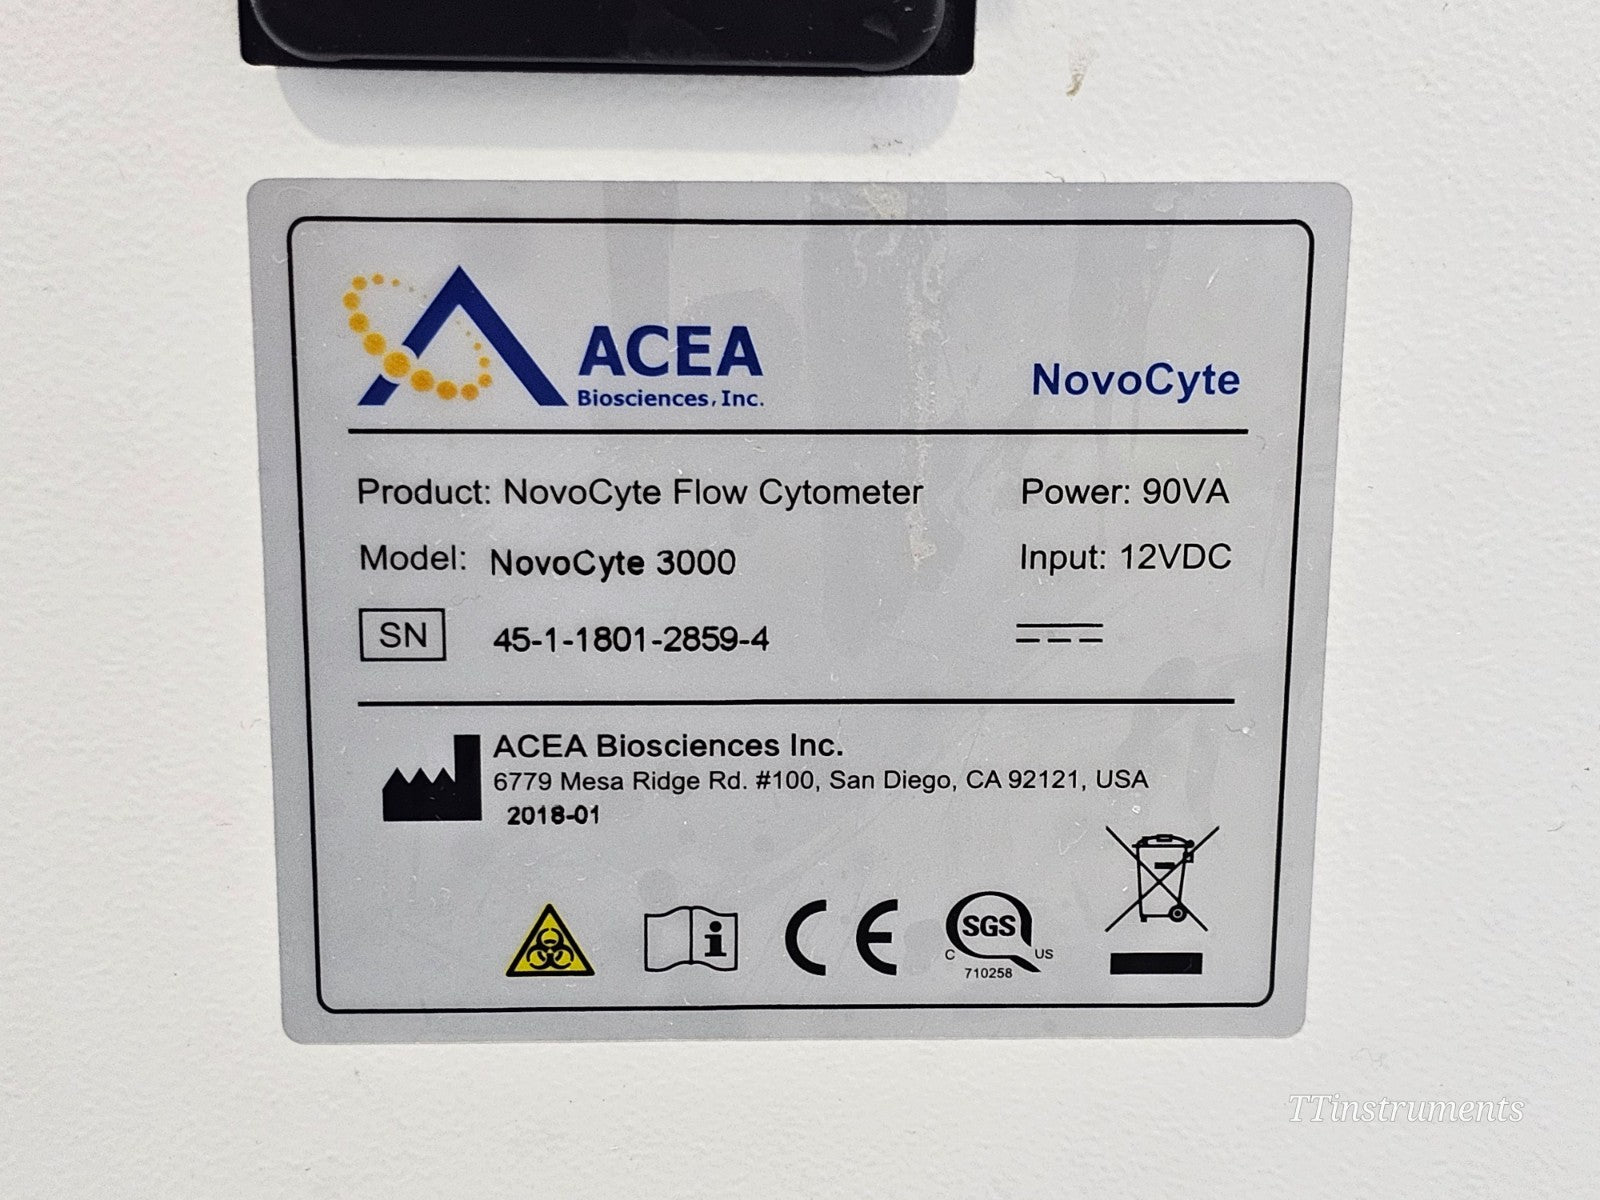 ACEA
Biosciences, Inc.
NovoCyte
Product: NovoCyte Flow Cytometer
Power: 90VA
Model: NovoCyte 3000
Input: 12VDC
SN 45-1-1801-2859-4
ACEA Biosciences Inc.
6779 Mesa Ridge Rd. #100, San Diego, CA 92121, USA
2018-01
i
CE
SGS
C US
710258
TTinstruments